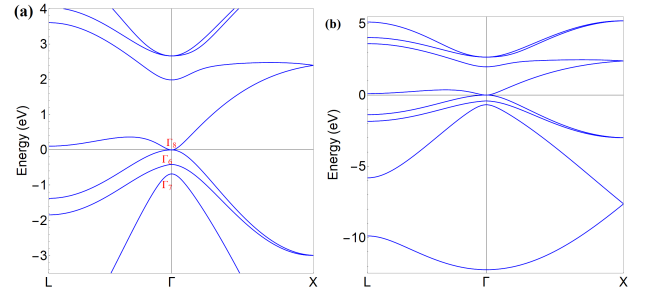 (a)
Energy (eV)
4
3
2
1
0
−1
−2
−3
Γ₈
Γ₆
Γ₇
L
Γ
X
(b)
Energy (eV)
5
0
−5
−10
L
Γ
X